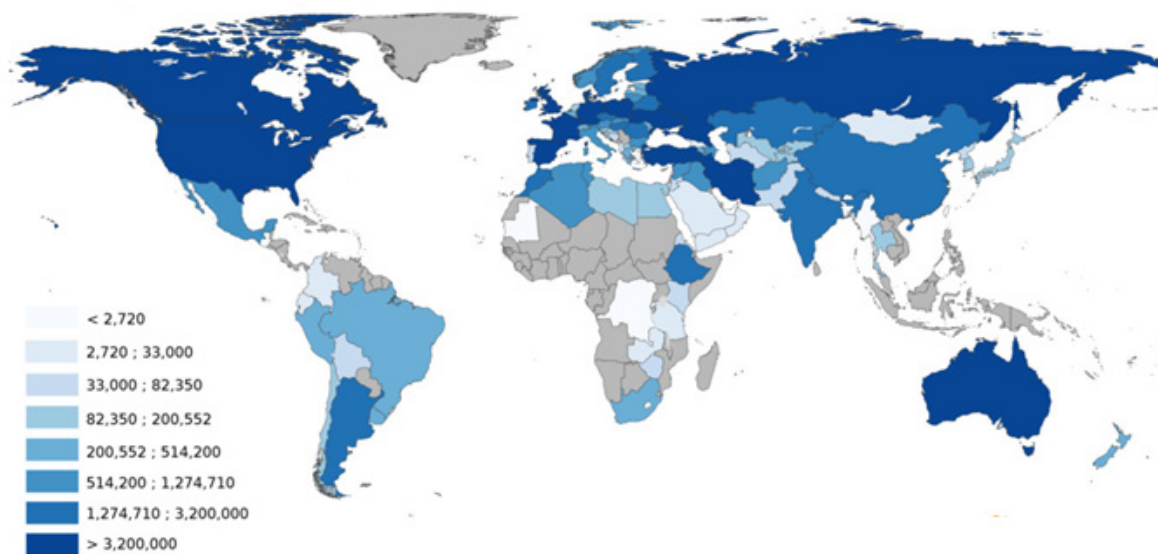 < 2,720
2,720 ; 33,000
33,000 ; 82,350
82,350 ; 200,552
200,552 ; 514,200
514,200 ; 1,274,710
1,274,710 ; 3,200,000
> 3,200,000